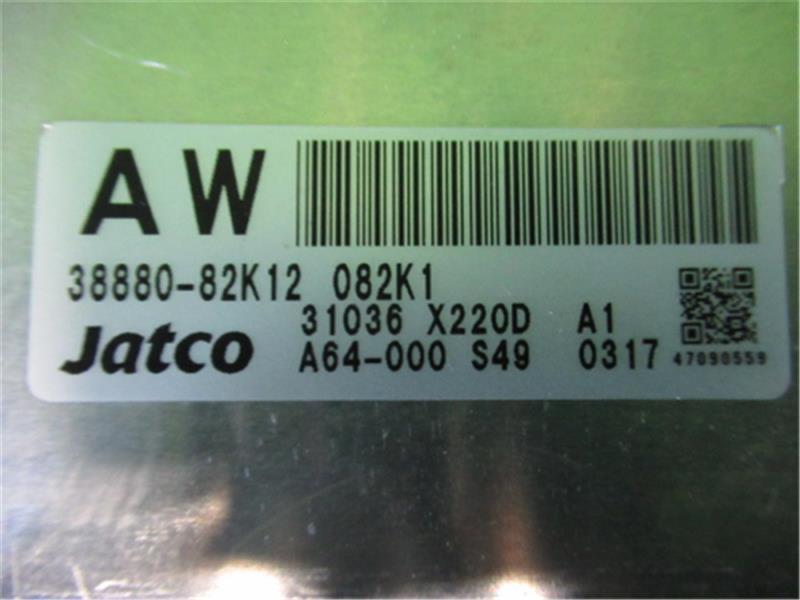 AW
38880-82K12 082K1
31036 X220D A1
Jatco A64-000 S49 0317 47090559